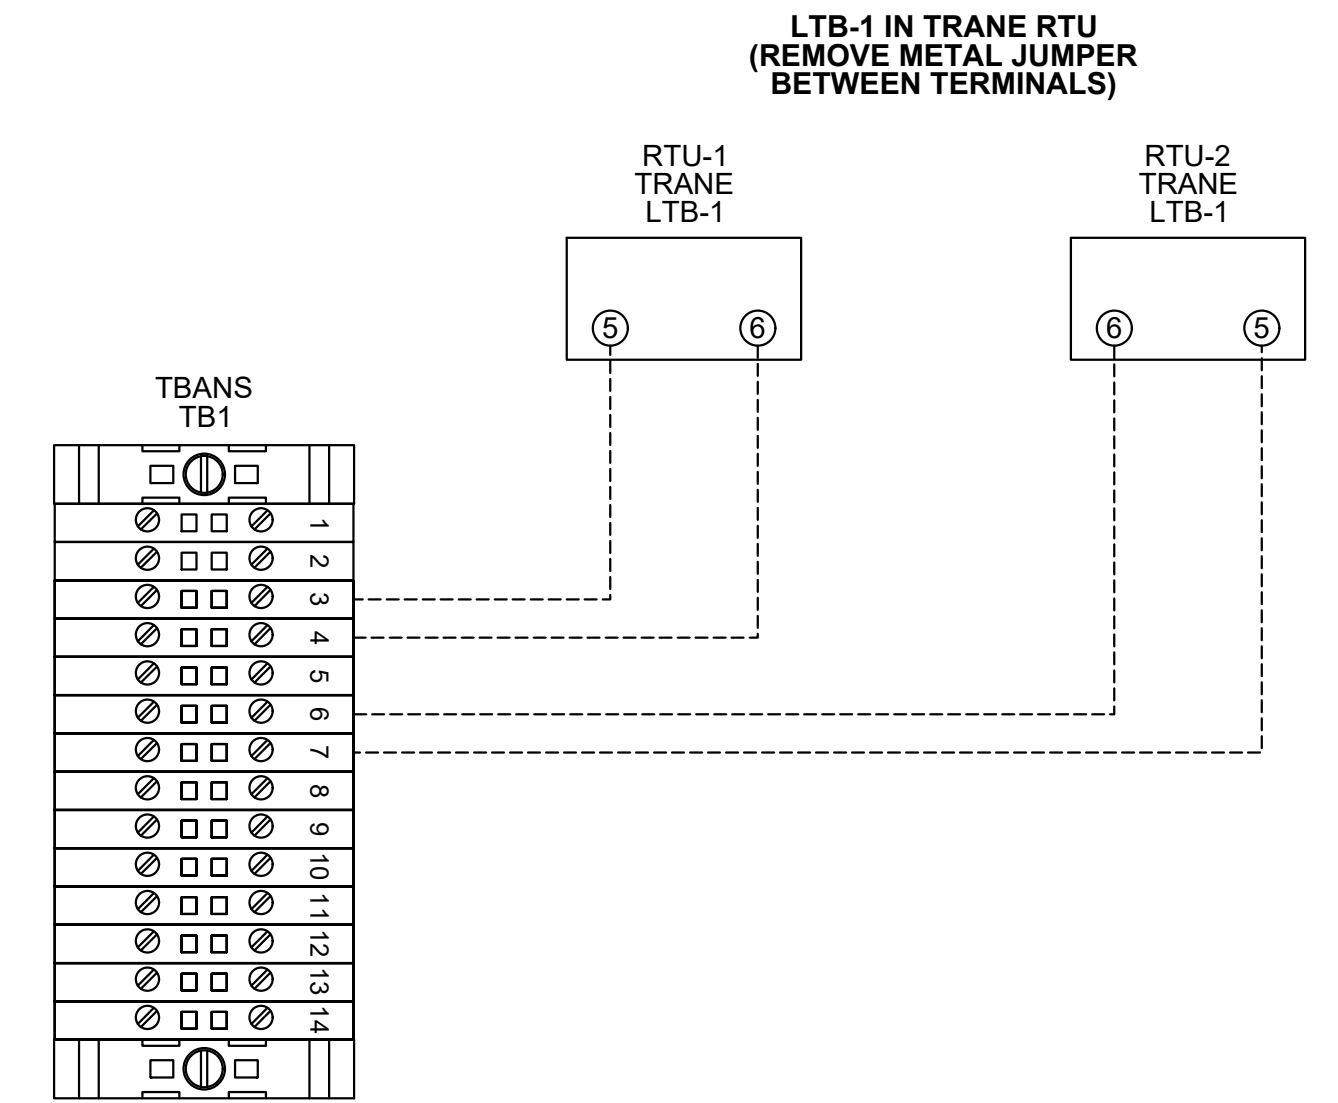 LTB-1 IN TRANE RTU
(REMOVE METAL JUMPER
BETWEEN TERMINALS)
RTU-1
TRANE
LTB-1
5 6
RTU-2
TRANE
LTB-1
6 5
TBANS
TB1
1
2
3
4
5
6
7
8
9
10
11
12
13
14